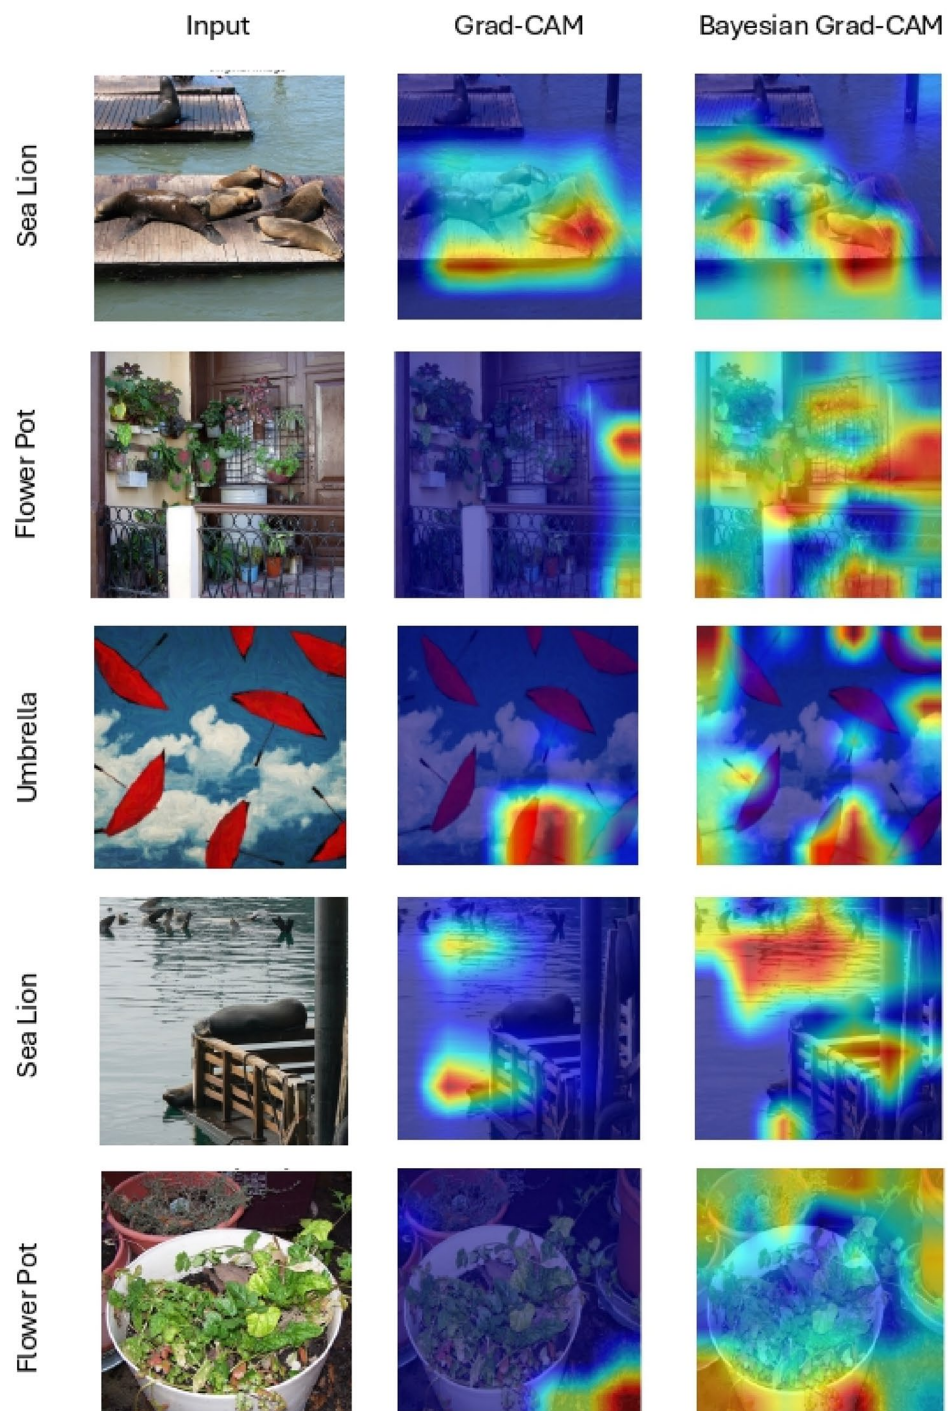 Input
Grad-CAM
Bayesian Grad-CAM
Sea Lion
Flower Pot
Umbrella
Sea Lion
Flower Pot